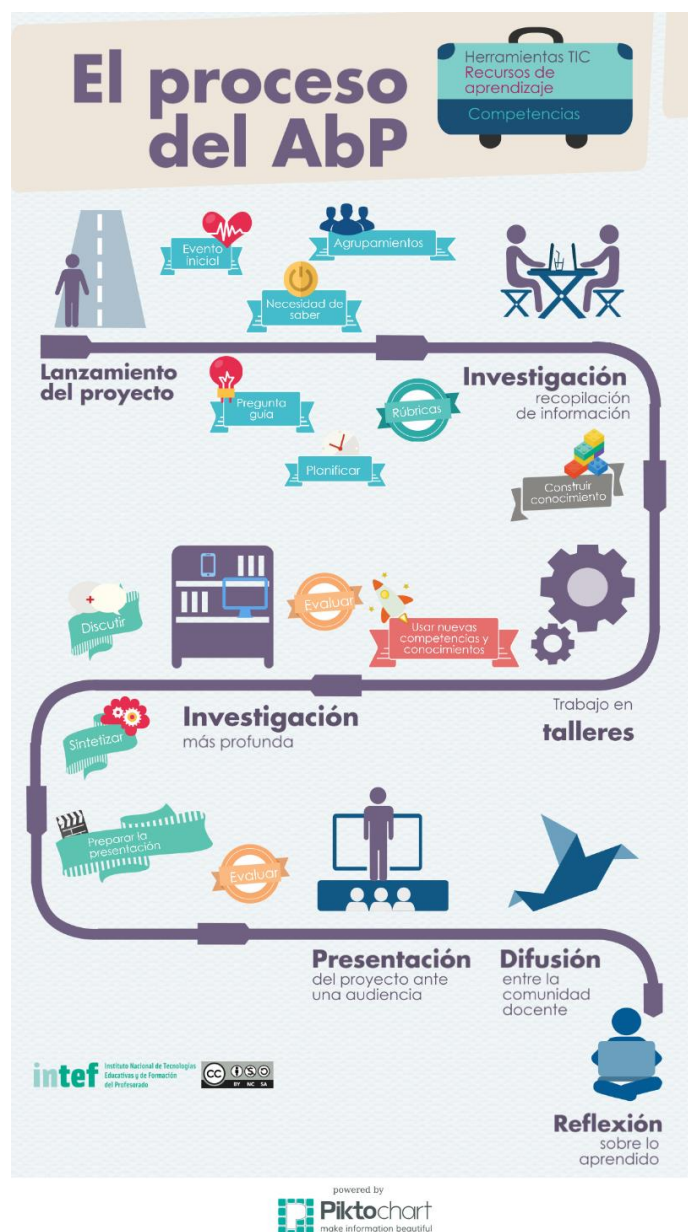 El proceso
del AbP
Herramientas TIC
Recursos de
aprendizaje
Competencias
Evento
inicial
Agrupamientos
Necesidad de
saber
Lanzamiento
del proyecto
Pregunta
guía
Rúbricas
Planificar
Investigación
recopilación
de información
Construir
conocimiento
Discutir
Evaluar
Usar nuevas
competencias y
conocimientos
Trabajo en
talleres
Investigación
más profunda
Sintetizar
Preparar la
presentación
Evaluar
Presentación
del proyecto ante
una audiencia
Difusión
entre la
comunidad
docente
intef
Instituto Nacional de Tecnologías
Educativas y de Formación
del Profesorado
CC
BY NC SA
Reflexión
sobre lo
aprendido
powered by
Piktochart
make information beautiful